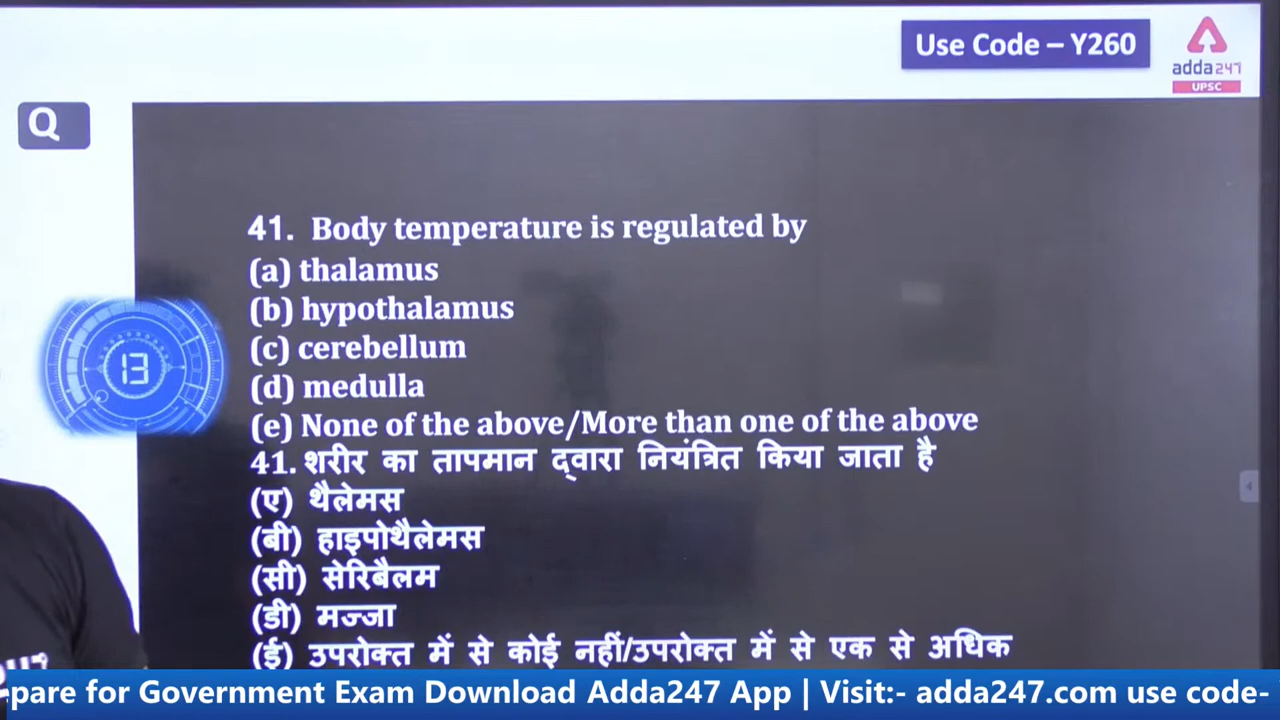 Use Code – Y260
adda247
UPSC
Q
41. Body temperature is regulated by
(a) thalamus
(b) hypothalamus
(c) cerebellum
(d) medulla
(e) None of the above/More than one of the above
41. शरीर का तापमान द्वारा नियंत्रित किया जाता है
(ए) थैलेमस
(बी) हाइपोथैलेमस
(सी) सेरिबैलम
(डी) मज्जा
(ई) उपरोक्त में से कोई नहीं/उपरोक्त में से एक से अधिक
13
pare for Government Exam Download Adda247 App | Visit:- adda247.com use code-